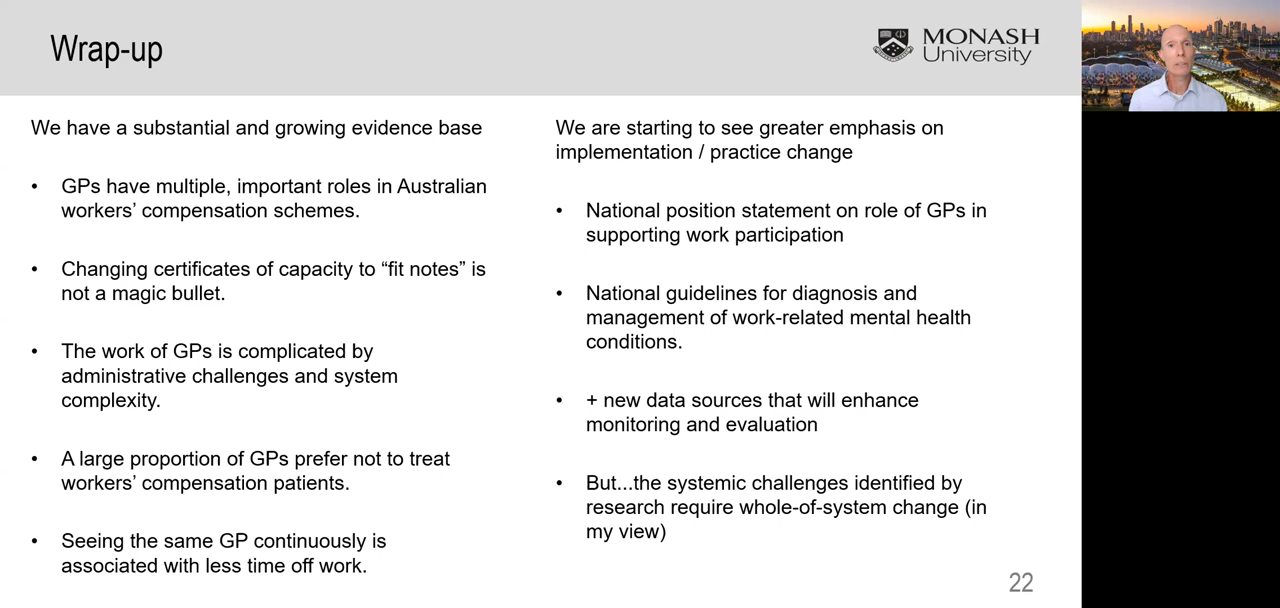 Wrap-up
MONASH
University
We have a substantial and growing evidence base
• GPs have multiple, important roles in Australian
workers’ compensation schemes.
• Changing certificates of capacity to “fit notes” is
not a magic bullet.
• The work of GPs is complicated by
administrative challenges and system
complexity.
• A large proportion of GPs prefer not to treat
workers’ compensation patients.
• Seeing the same GP continuously is
associated with less time off work.
We are starting to see greater emphasis on
implementation / practice change
• National position statement on role of GPs in
supporting work participation
• National guidelines for diagnosis and
management of work-related mental health
conditions.
• + new data sources that will enhance
monitoring and evaluation
• But...the systemic challenges identified by
research require whole-of-system change (in
my view)
22